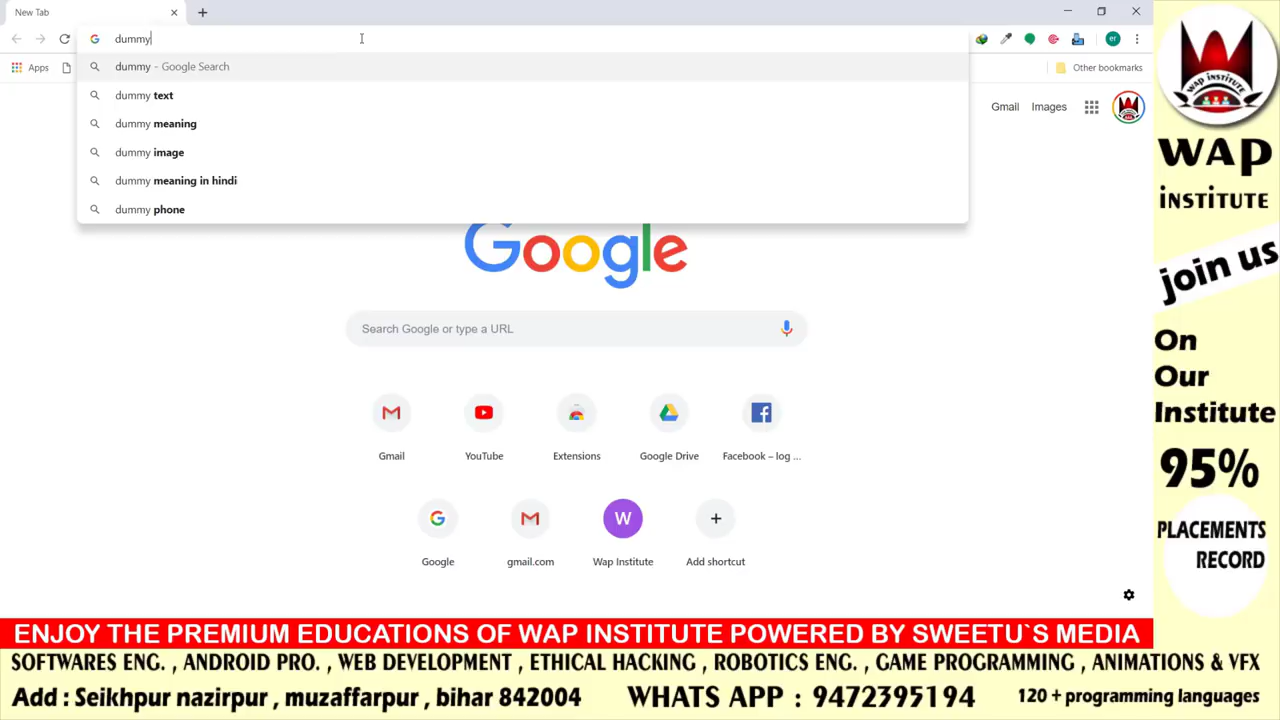 New Tab
dummy
dummy - Google Search
dummy text
dummy meaning
dummy image
dummy meaning in hindi
dummy phone
er
Apps
Other bookmarks
Gmail
Images
Google
Search Google or type a URL
Gmail
YouTube
Extensions
Google Drive
Facebook – log ...
W
Google
gmail.com
Wap Institute
Add shortcut
wap institute
WAP
institute
join us
On
Our
Institute
95%
PLACEMENTS
RECORD
ENJOY THE PREMIUM EDUCATIONS OF WAP INSTITUTE POWERED BY SWEETU`S MEDIA
SOFTWARES ENG. , ANDROID PRO. , WEB DEVELOPMENT , ETHICAL HACKING , ROBOTICS ENG. , GAME PROGRAMMING , ANIMATIONS & VFX
Add : Seikhpur nazirpur , muzaffarpur , bihar 842004 WHATS APP : 9472395194 120 + programming languages